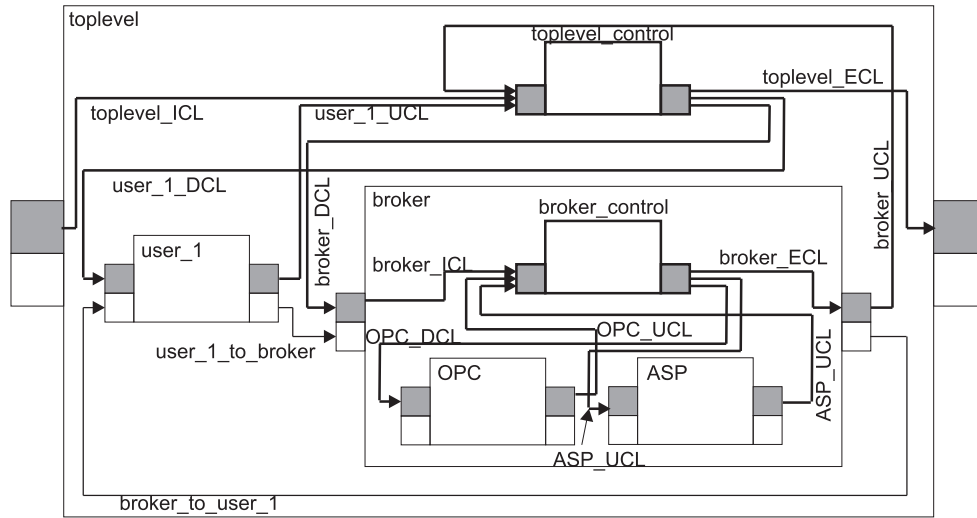 toplevel
toplevel_control
toplevel_ECL
toplevel_ICL
user_1_UCL
user_1_DCL
broker_DCL
broker_UCL
broker
broker_control
user_1
broker_ICL
broker_ECL
OPC_DCL
OPC_UCL
user_1_to_broker
ASP_UCL
OPC
ASP
ASP_UCL
broker_to_user_1